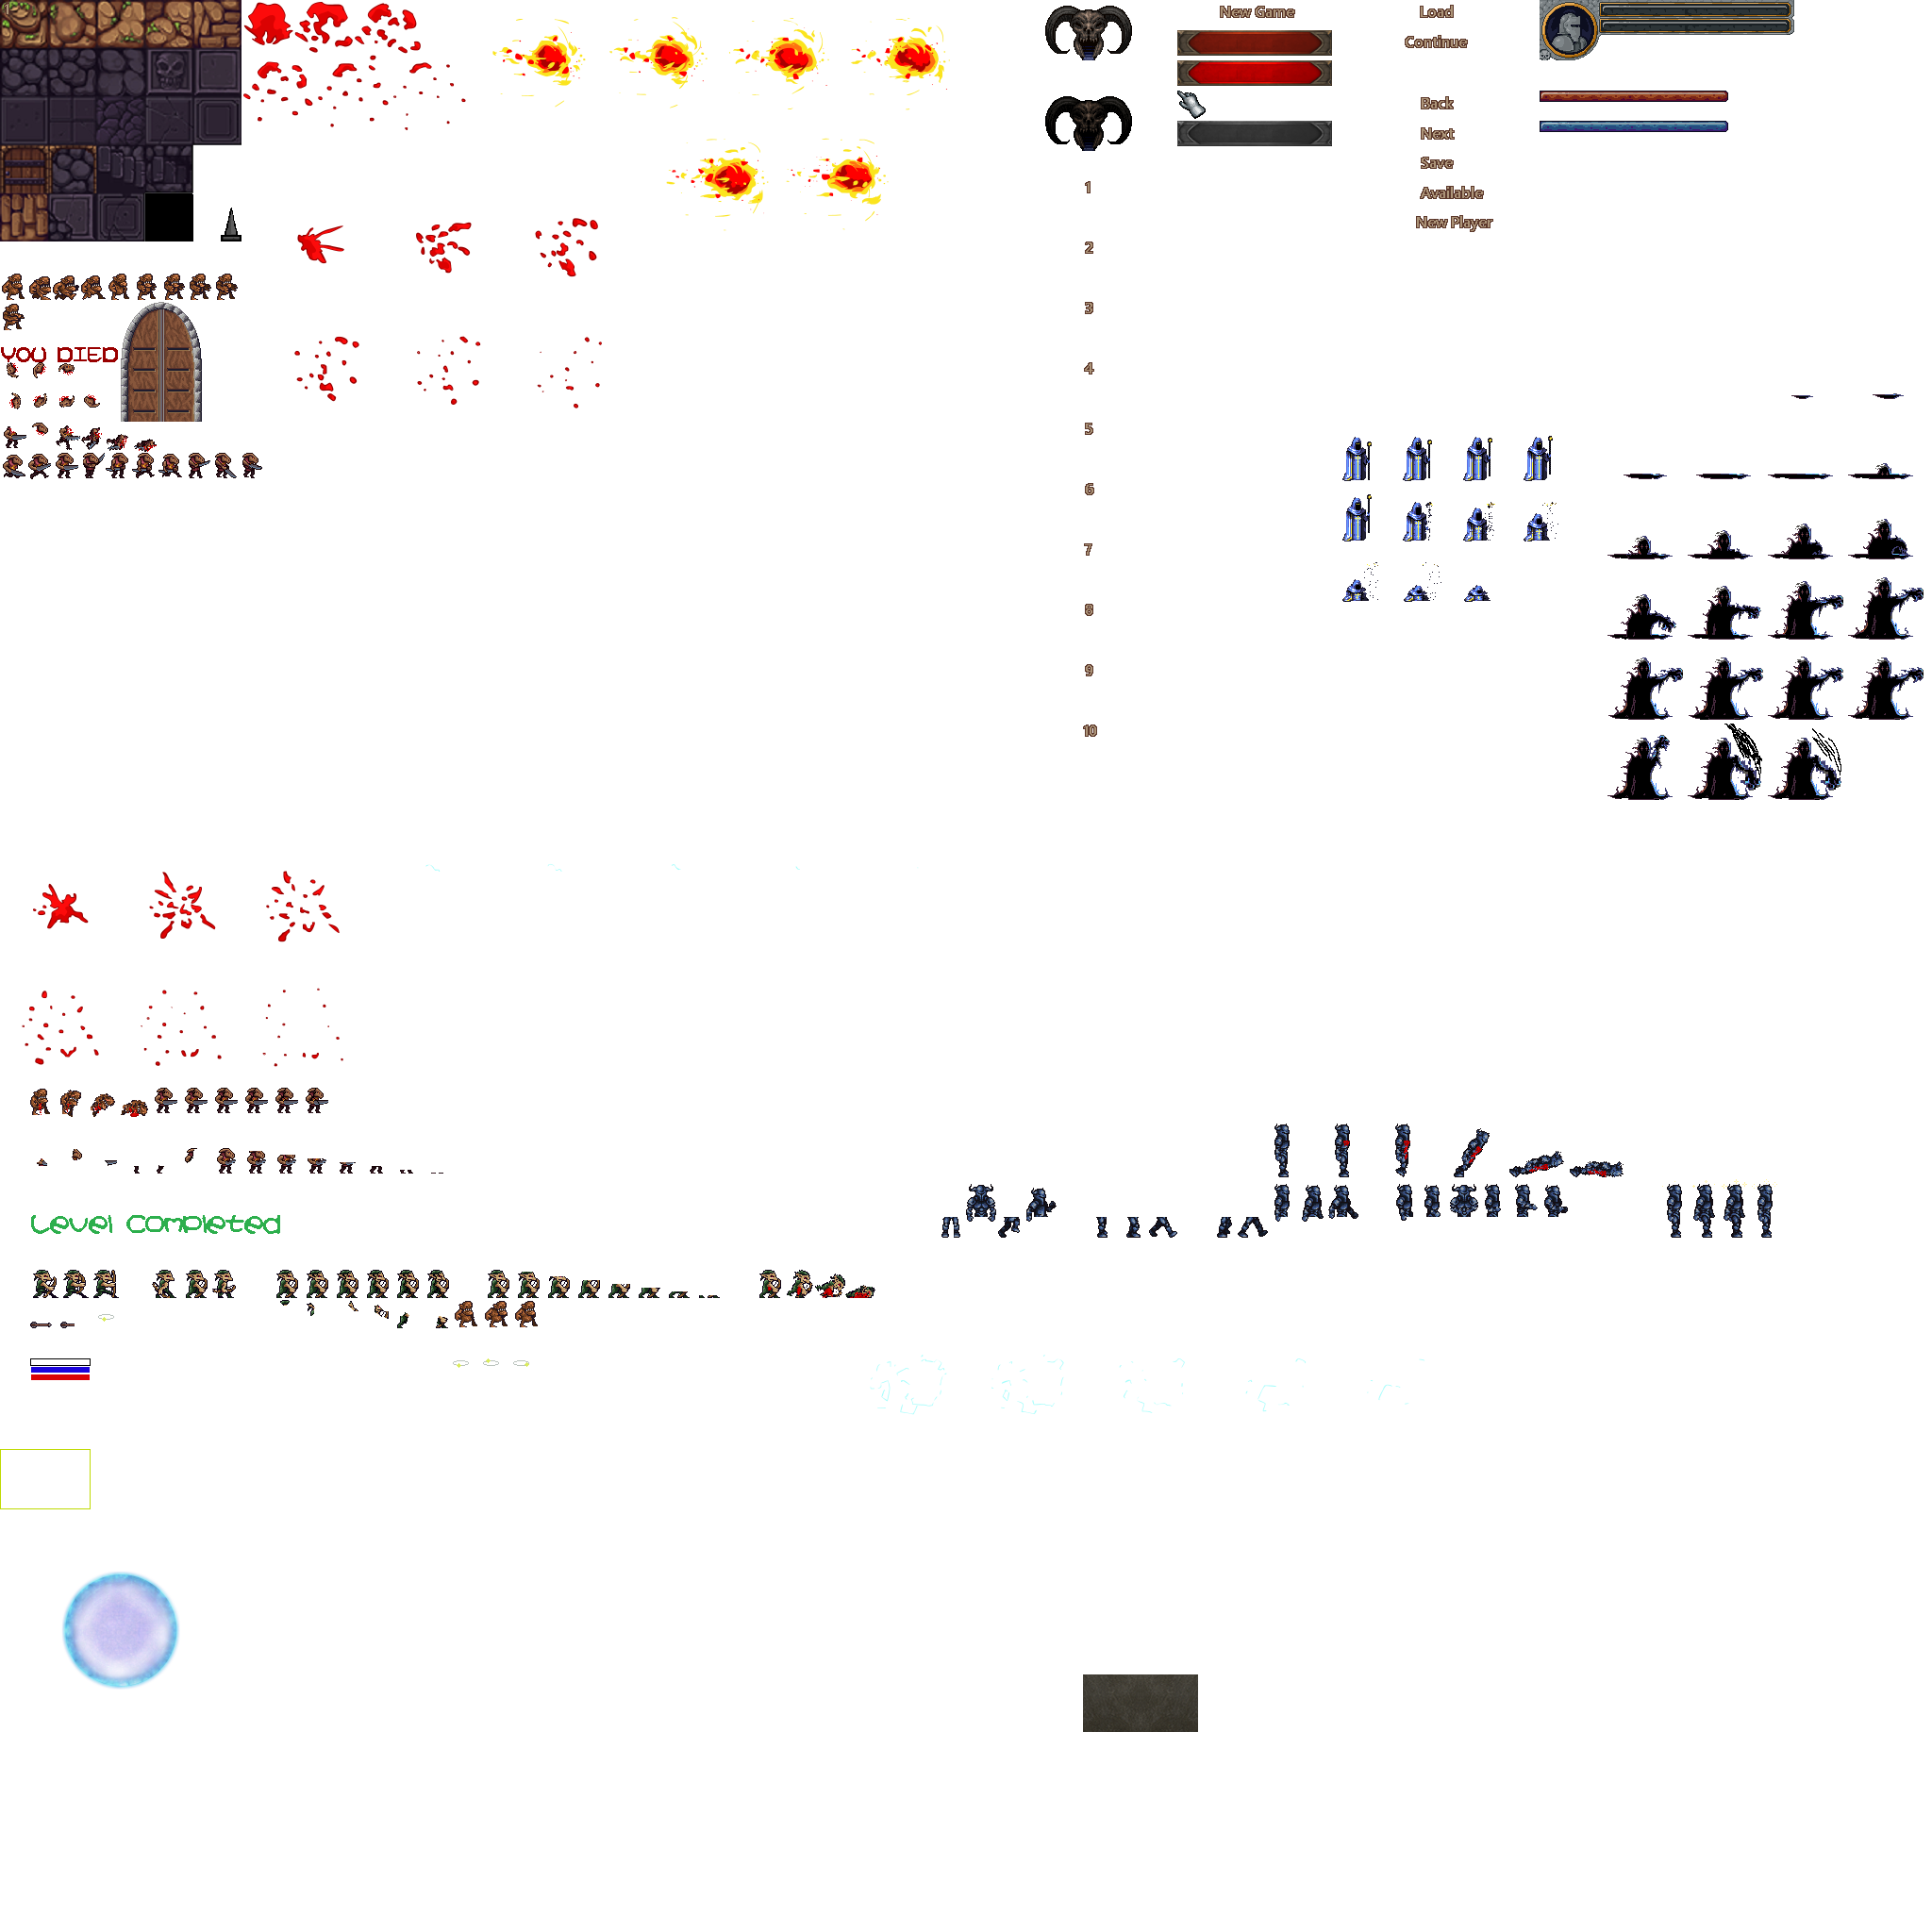 New Game
Load
Continue
Back
Next
Save
Available
New Player
1
2
3
4
5
6
7
8
9
10
YOU DIED
Level Completed